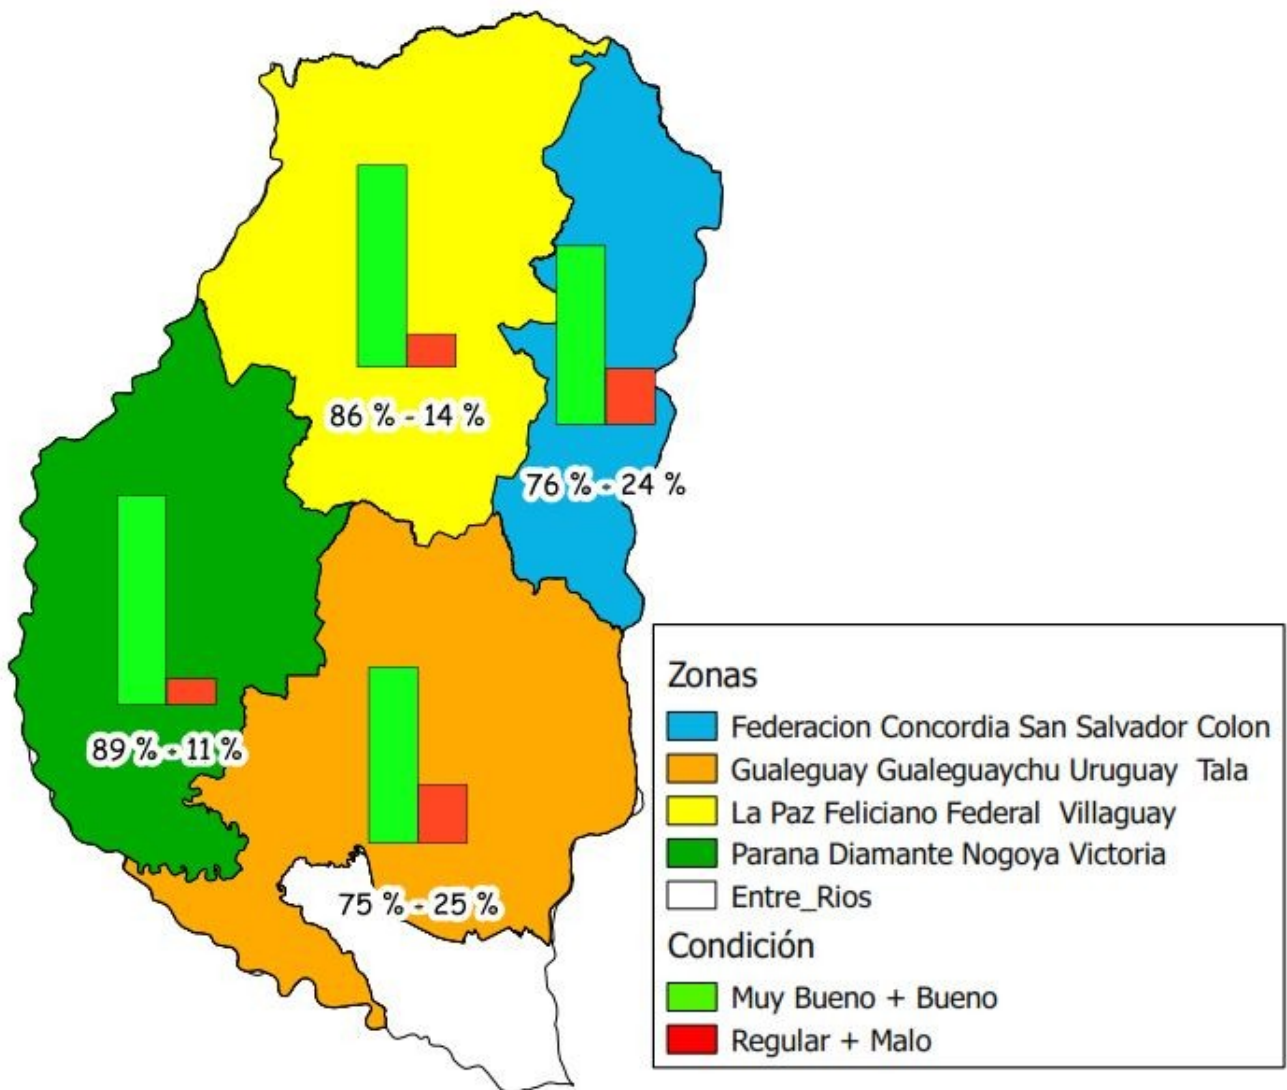 86 % - 14 %
76 % - 24 %
89 % - 11 %
75 % - 25 %
Zonas
Federacion Concordia San Salvador Colon
Gualeguay Gualeguaychu Uruguay  Tala
La Paz Feliciano Federal  Villaguay
Parana Diamante Nogoya Victoria
Entre_Rios
Condición
Muy Bueno + Bueno
Regular + Malo